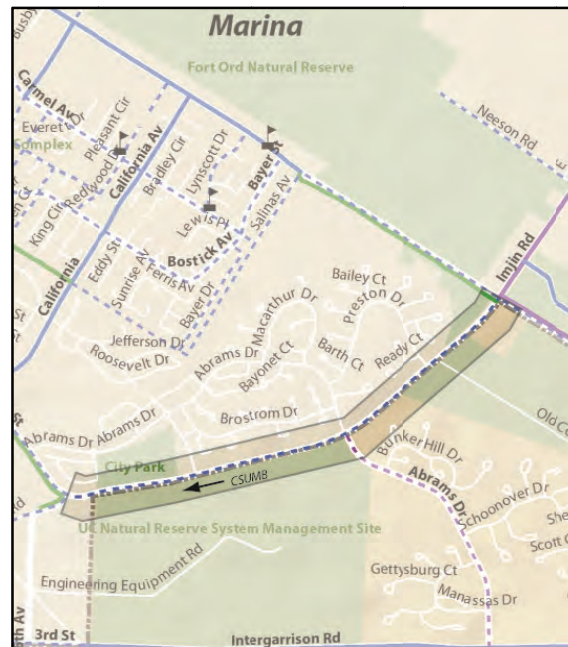 Marina
Busby
Fort Ord Natural Reserve
Carmel Av
Pleasant Cir
Neeson Rd
Complex
California Av
Bradley Cir
Lynscott Dr
Bayer St
Redwood Dr
King Cir
Lewis Pl
Salinas Av
Imjin Rd
California
Eddy St
Bostick Av
Sunrise Av
Ferris Av
Bayer Dr
Bailey Ct
Macarthur Dr
Preston Dr
Jefferson Dr
Roosevelt Dr
Abrams Dr
Bayonet Ct
Barth Ct
Ready Ct
Abrams Dr
Abrams Dr
Brostrom Dr
City Park
CSUMB
Bunker Hill Dr
Abrams Dr
Schoonover Dr
UC Natural Reserve System Management Site
Engineering Equipment Rd
Gettysburg Ct
Manassas Dr
3rd St
Intergarrison Rd